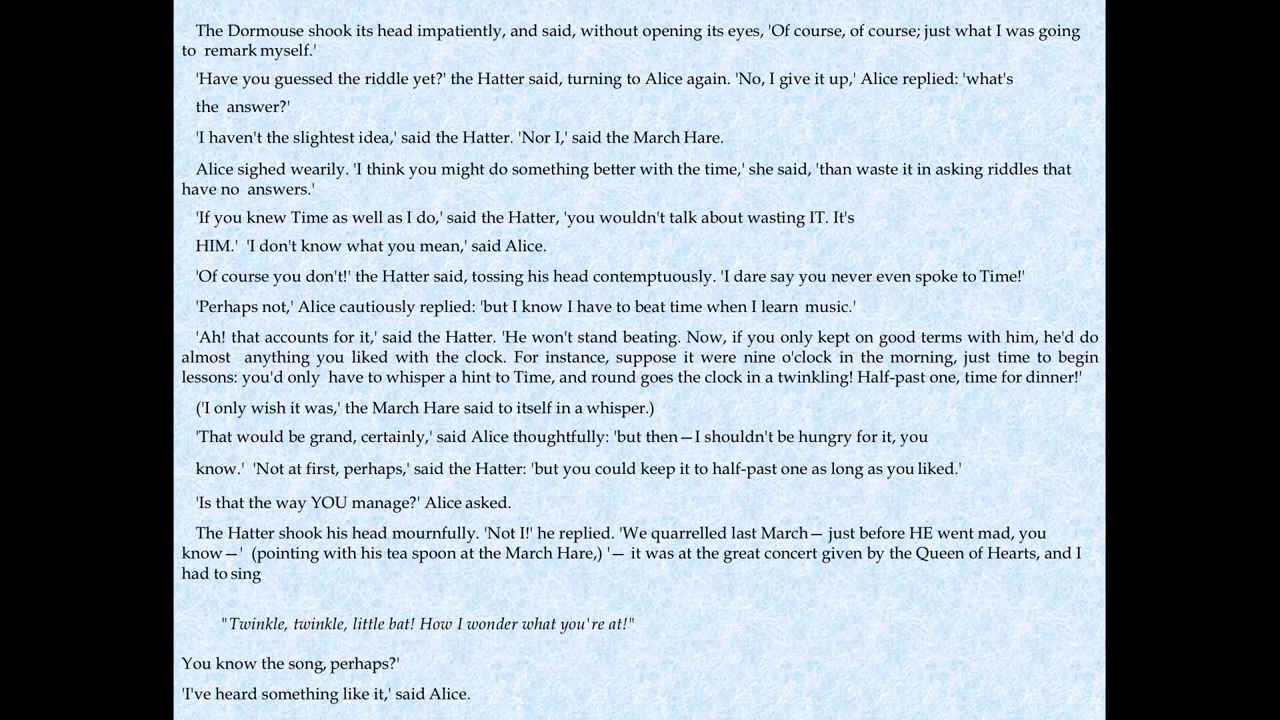 The Dormouse shook its head impatiently, and said, without opening its eyes, 'Of course, of course; just what I was going
to remark myself.'
'Have you guessed the riddle yet?' the Hatter said, turning to Alice again. 'No, I give it up,' Alice replied: 'what's
the answer?'
'I haven't the slightest idea,' said the Hatter. 'Nor I,' said the March Hare.
Alice sighed wearily. 'I think you might do something better with the time,' she said, 'than waste it in asking riddles that
have no answers.'
'If you knew Time as well as I do,' said the Hatter, 'you wouldn't talk about wasting IT. It's
HIM.' 'I don't know what you mean,' said Alice.
'Of course you don't!' the Hatter said, tossing his head contemptuously. 'I dare say you never even spoke to Time!'
'Perhaps not,' Alice cautiously replied: 'but I know I have to beat time when I learn music.'
'Ah! that accounts for it,' said the Hatter. 'He won't stand beating. Now, if you only kept on good terms with him, he'd do
almost anything you liked with the clock. For instance, suppose it were nine o'clock in the morning, just time to begin
lessons: you'd only have to whisper a hint to Time, and round goes the clock in a twinkling! Half-past one, time for dinner!'
('I only wish it was,' the March Hare said to itself in a whisper.)
'That would be grand, certainly,' said Alice thoughtfully: 'but then—I shouldn't be hungry for it, you
know.' 'Not at first, perhaps,' said the Hatter: 'but you could keep it to half-past one as long as you liked.'
'Is that the way YOU manage?' Alice asked.
The Hatter shook his head mournfully. 'Not I!' he replied. 'We quarrelled last March— just before HE went mad, you
know—' (pointing with his tea spoon at the March Hare,) '— it was at the great concert given by the Queen of Hearts, and I
had to sing
"Twinkle, twinkle, little bat! How I wonder what you're at!"
You know the song, perhaps?'
'I've heard something like it,' said Alice.